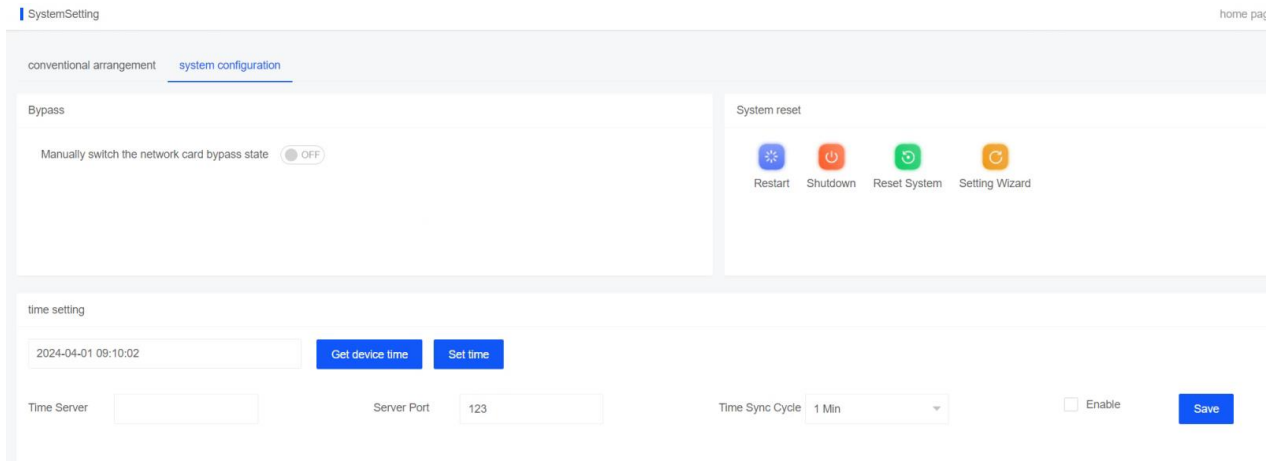 SystemSetting
home pag
conventional arrangement system configuration
Bypass
System reset
Manually switch the network card bypass state OFF
Restart Shutdown Reset System Setting Wizard
time setting
2024-04-01 09:10:02 Get device time Set time
Time Server Server Port 123 Time Sync Cycle 1 Min Enable Save